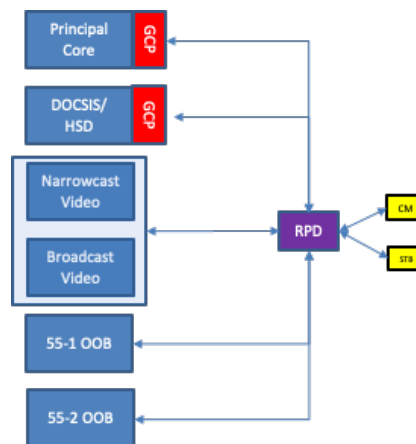 Principal
Core
GCP
DOCSIS/
HSD
GCP
Narrowcast
Video
Broadcast
Video
RPD
CM
STB
55-1 OOB
55-2 OOB